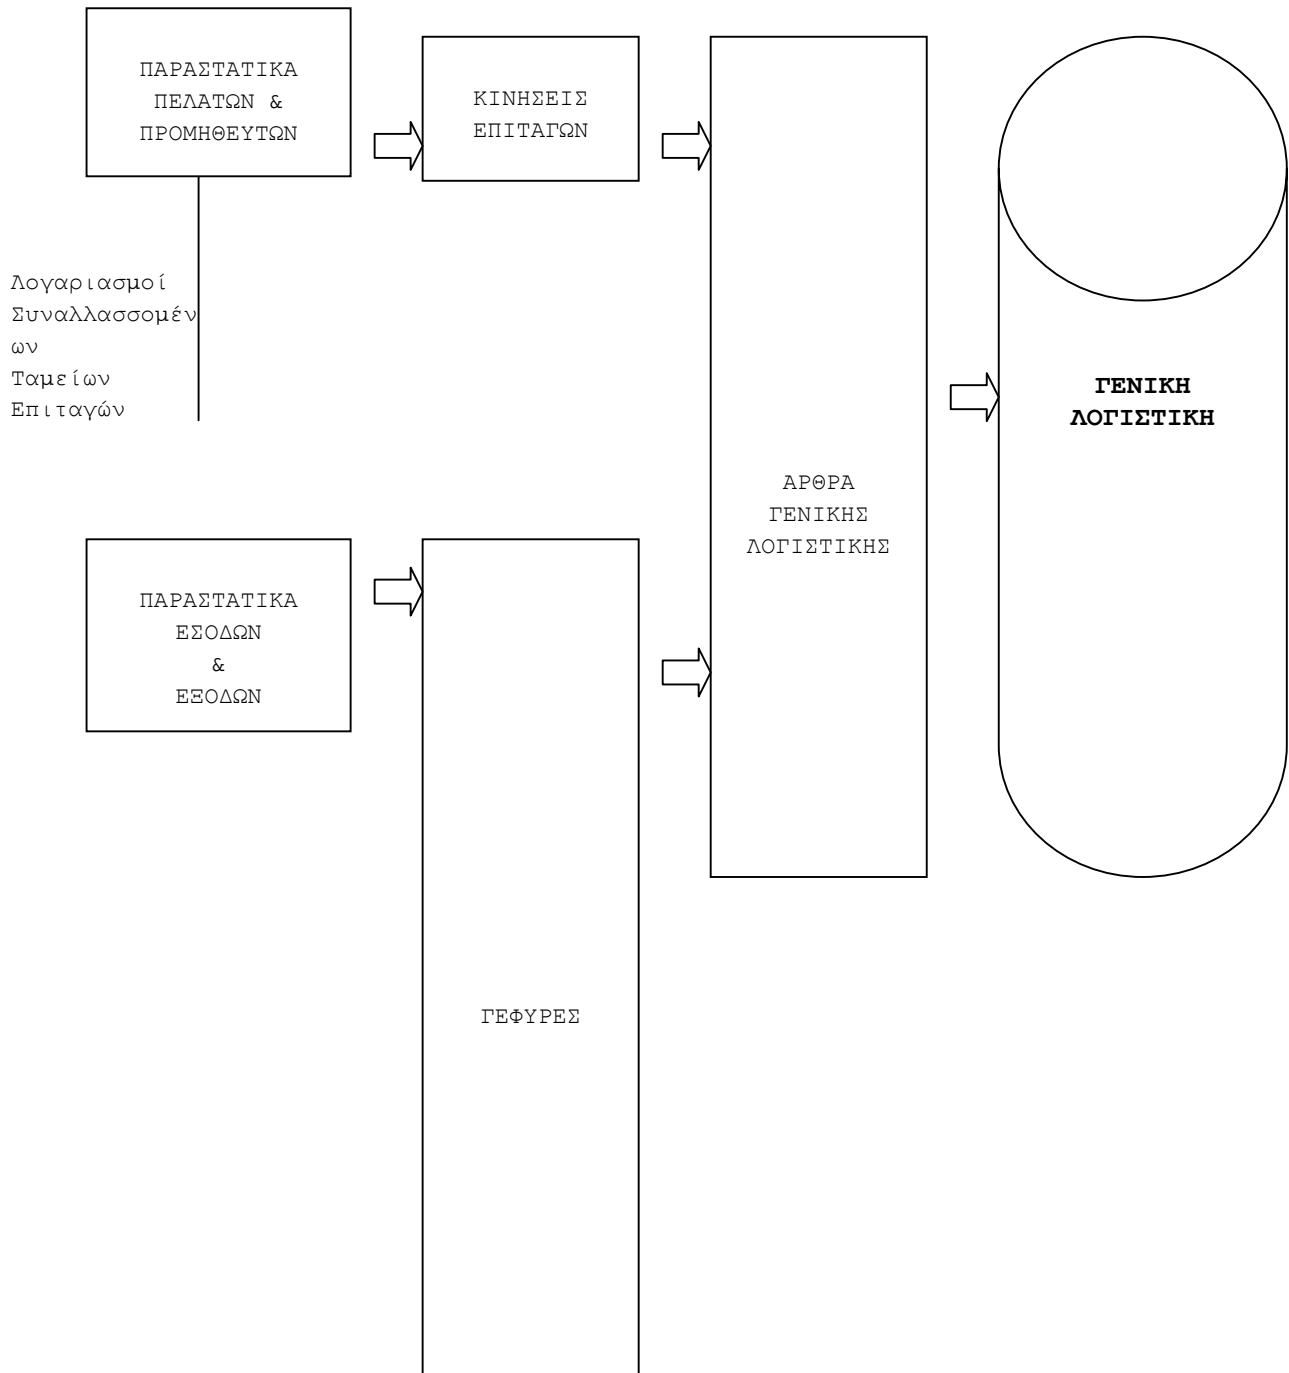 ΠΑΡΑΣΤΑΤΙΚΑ
ΠΕΛΑΤΩΝ &
ΠΡΟΜΗΘΕΥΤΩΝ
ΚΙΝΗΣΕΙΣ
ΕΠΙΤΑΓΩΝ
Λογαριασμοί
Συναλλασσομέν
ων
Ταμείων
Επιταγών
ΓΕΝΙΚΗ
ΛΟΓΙΣΤΙΚΗ
ΑΡΘΡΑ
ΓΕΝΙΚΗΣ
ΛΟΓΙΣΤΙΚΗΣ
ΠΑΡΑΣΤΑΤΙΚΑ
ΕΣΟΔΩΝ
&
ΕΞΟΔΩΝ
ΓΕΦΥΡΕΣ